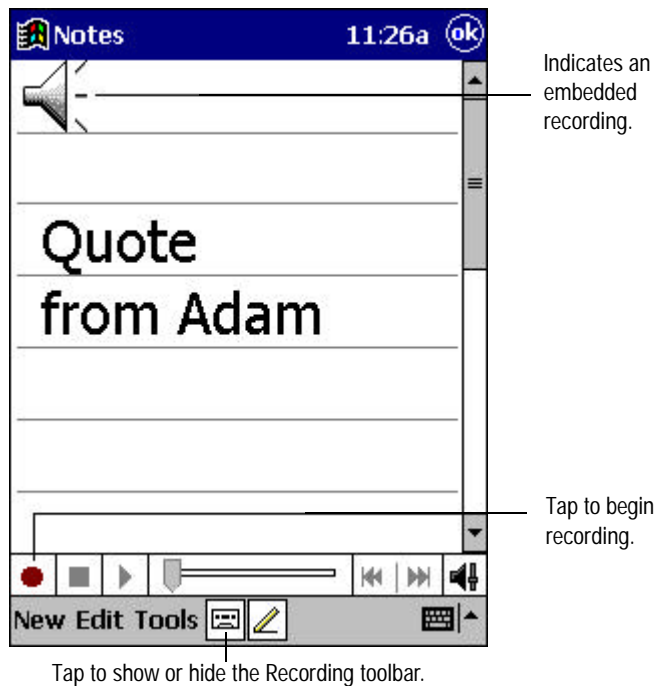 Notes 11:26a ok
Indicates an
embedded
recording.
Quote
from Adam
Tap to begin
recording.
New Edit Tools
Tap to show or hide the Recording toolbar.